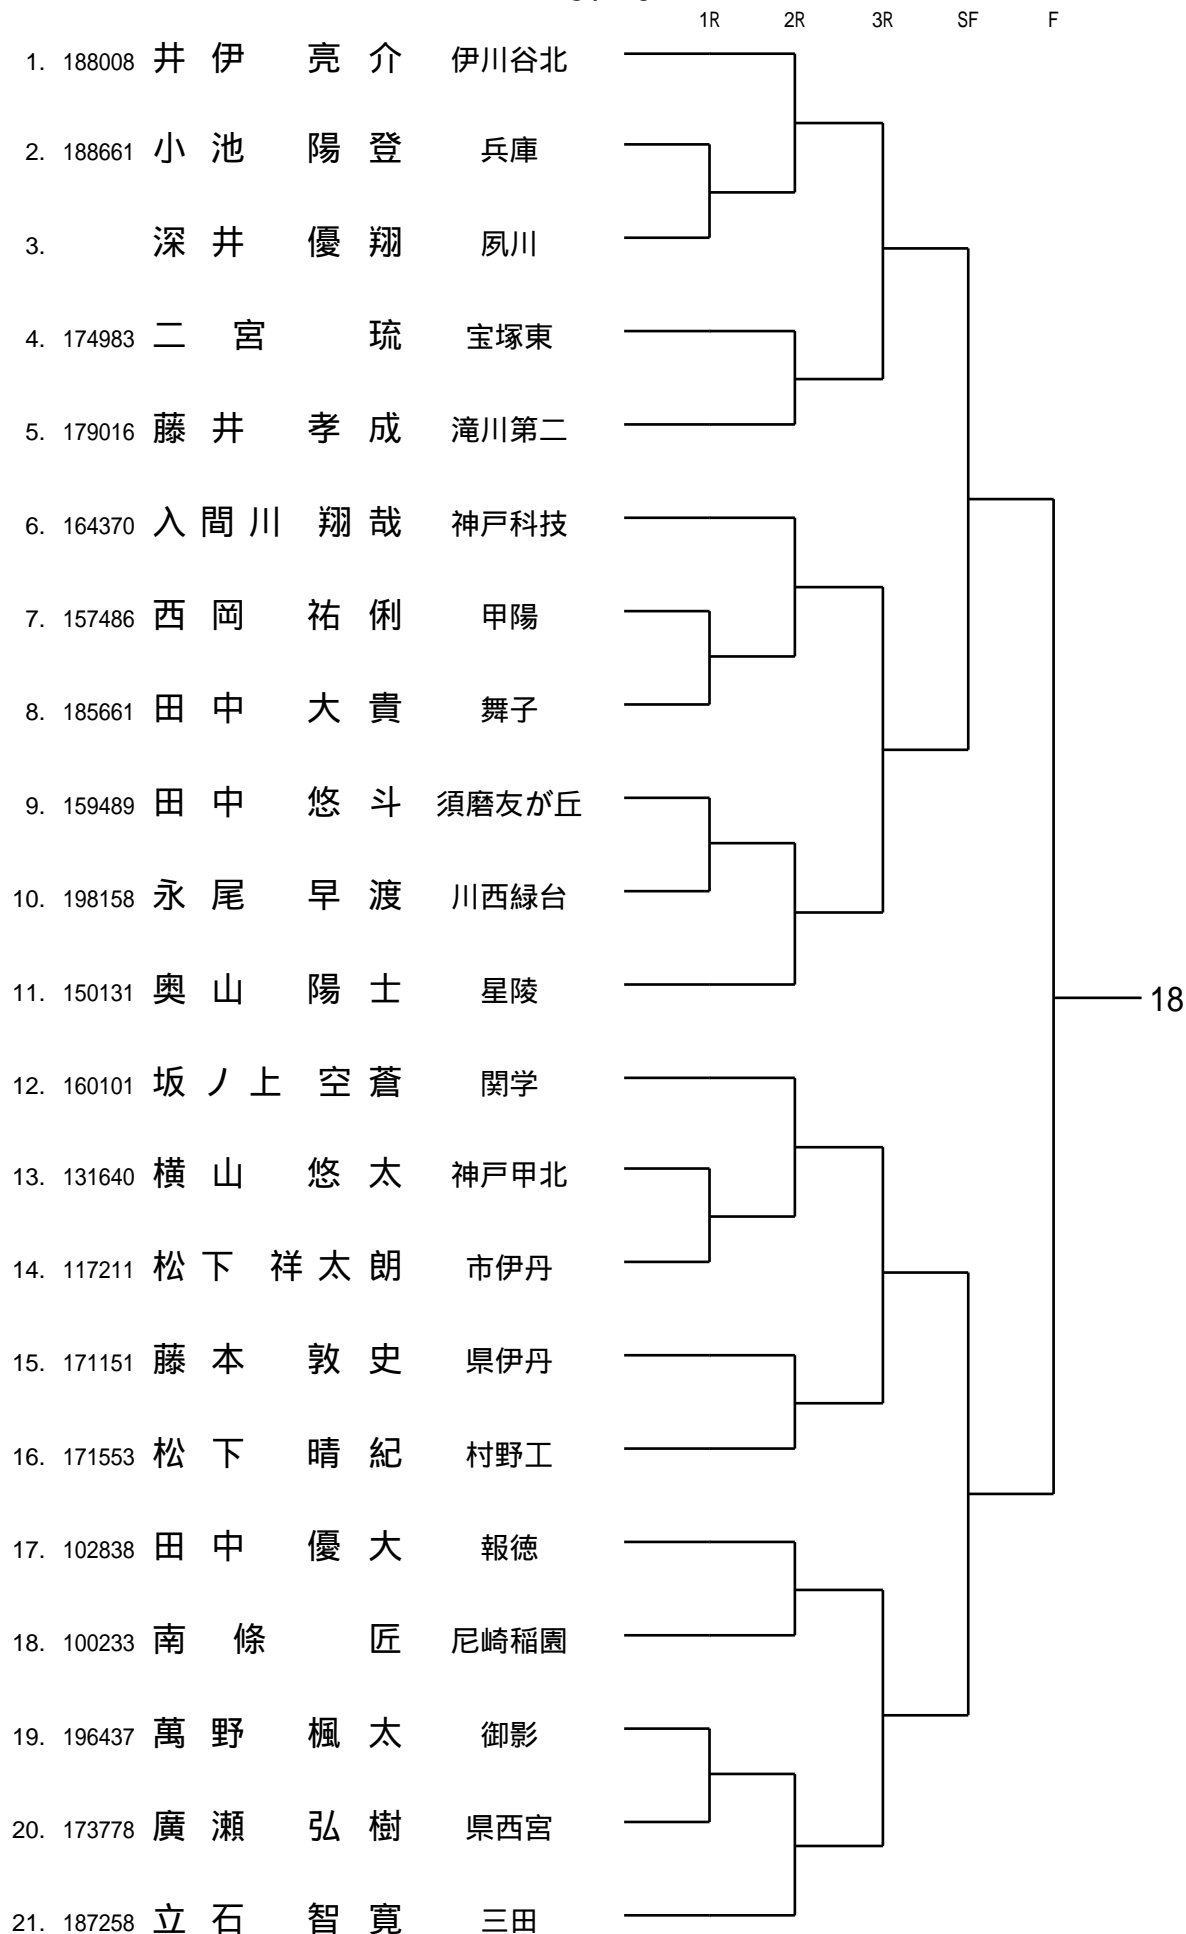 1R 2R 3R SF F
1. 188008 井伊 亮介 伊川谷北
2. 188661 小池 陽登 兵庫
3. 深井 優翔 夙川
4. 174983 二宮 琉 宝塚東
5. 179016 藤井 孝成 滝川第二
6. 164370 入間川 翔哉 神戸科技
7. 157486 西岡 祐俐 甲陽
8. 185661 田中 大貴 舞子
9. 159489 田中 悠斗 須磨友が丘
10. 198158 永尾 早渡 川西緑台
11. 150131 奥山 陽士 星陵
18
12. 160101 坂ノ上 空蒼 関学
13. 131640 横山 悠太 神戸甲北
14. 117211 松下 祥太朗 市伊丹
15. 171151 藤本 敦史 県伊丹
16. 171553 松下 晴紀 村野工
17. 102838 田中 優大 報徳
18. 100233 南條 匠 尼崎稲園
19. 196437 萬野 楓太 御影
20. 173778 廣瀬 弘樹 県西宮
21. 187258 立石 智寛 三田